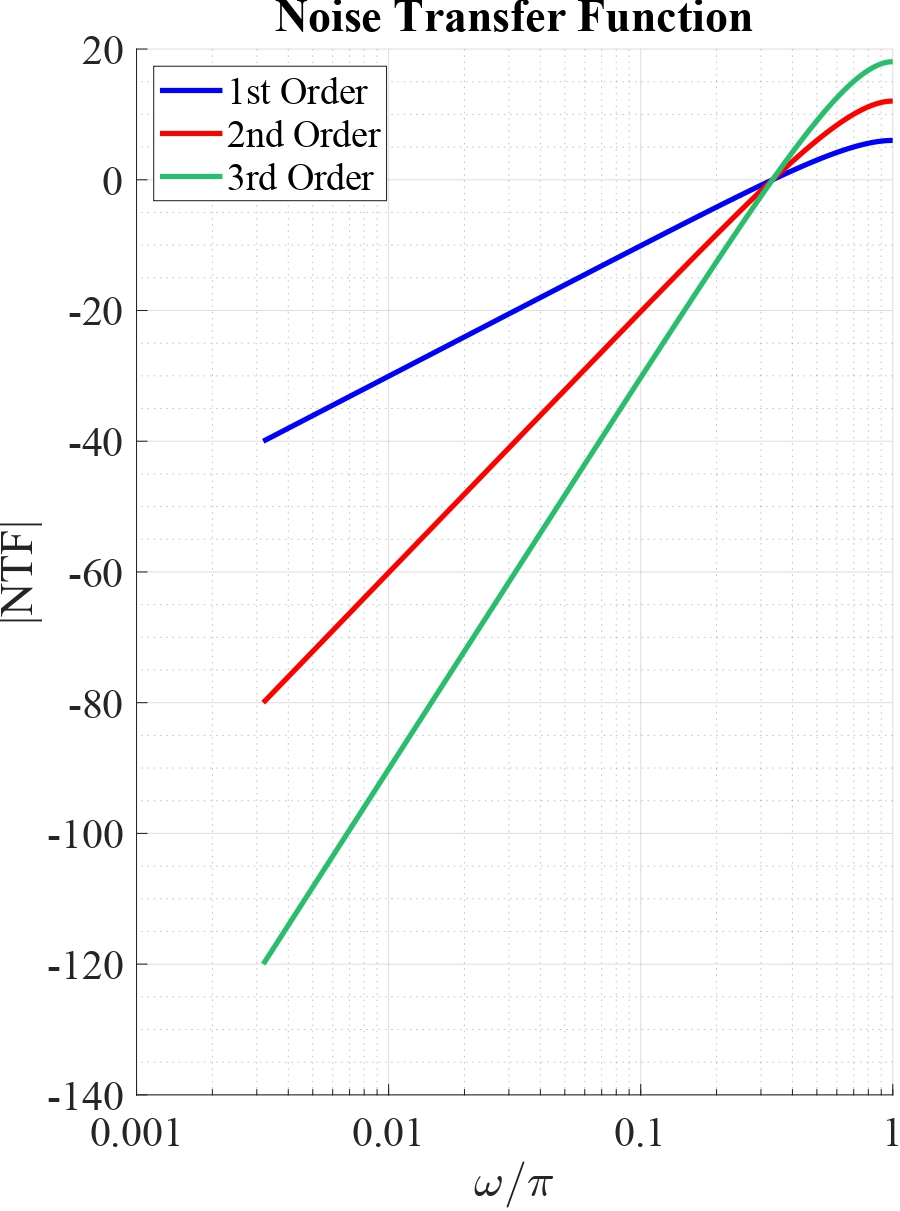 Noise Transfer Function
20
0
-20
-40
-60
-80
-100
-120
-140
1st Order
2nd Order
3rd Order
|NTF|
0.001
0.01
0.1
1
ω/π